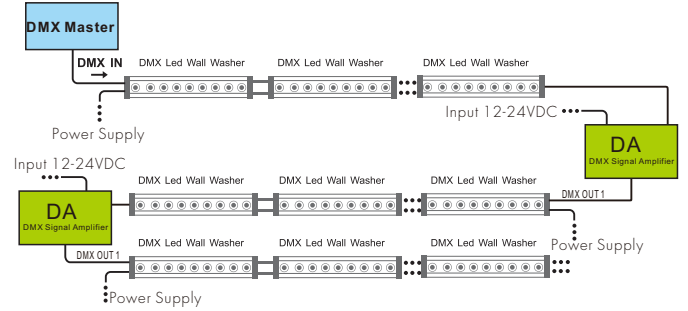 DMX Master
DMX IN
DMX Led Wall Washer
DMX Led Wall Washer
DMX Led Wall Washer
Power Supply
Input 12-24VDC
DA
DMX Signal Amplifier
DMX OUT 1
Input 12-24VDC
DMX Led Wall Washer
DMX Led Wall Washer
DMX Led Wall Washer
DA
DMX Signal Amplifier
Power Supply
DMX OUT 1
DMX Led Wall Washer
DMX Led Wall Washer
DMX Led Wall Washer
Power Supply